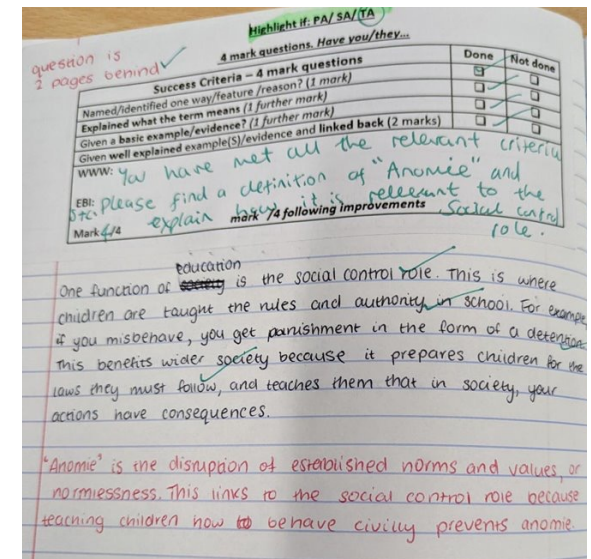 Highlight if: PA/ SA/ TA
question is
2 pages behind
4 mark questions. Have you/they...
Success Criteria – 4 mark questions Done Not done
Named/identified one way/feature/reason? (1 mark)
Explained what the term means (1 further mark)
Given a basic example/evidence? (1 further mark)
Given well explained example(S)/evidence and linked back (2 marks)
WWW: You have met all the relevant criteria
EBI: please find a definition of "Anomie" and
explain how it is relevant to the
Social control
role.
Mark 4/4 mark /4 following improvements
education
One function of society is the social control role. This is where
children are taught the rules and authority in school. For example
if you misbehave, you get punishment in the form of a detention
This benefits wider society because it prepares children for the
laws they must follow, and teaches them that in society, your
actions have consequences.
"Anomie" is the disruption of established norms and values, or
normlessness. This links to the social control role because
teaching children how to behave civilly prevents anomie.